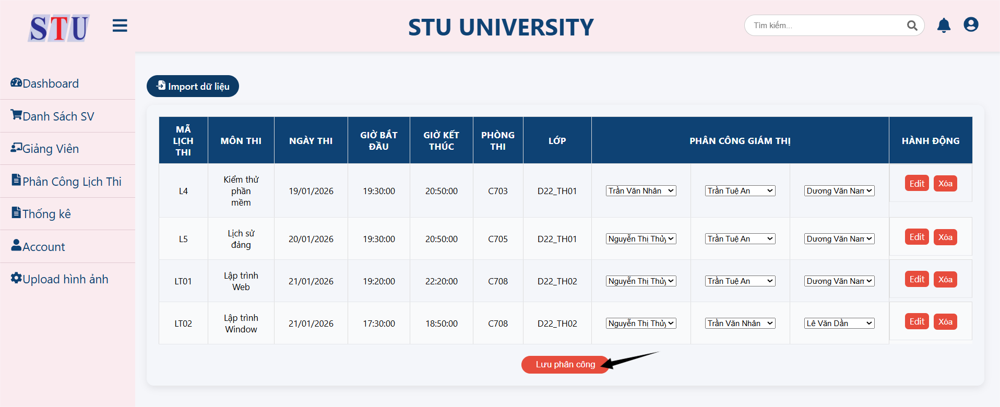 STU
STU UNIVERSITY
Tìm kiếm...
Dashboard
Danh Sách SV
Giảng Viên
Phân Công Lịch Thi
Thống kê
Account
Upload hình ảnh
Import dữ liệu
MÃ LỊCH THI MÔN THI NGÀY THI GIỜ BẮT ĐẦU GIỜ KẾT THÚC PHÒNG THI LỚP PHÂN CÔNG GIÁM THỊ HÀNH ĐỘNG
L4 Kiểm thử phần mềm 19/01/2026 19:30:00 20:50:00 C703 D22_TH01 Trần Văn Nhân Trần Tuệ An Dương Văn Nam Edit Xóa
L5 Lịch sử đảng 20/01/2026 19:30:00 20:50:00 C705 D22_TH01 Nguyễn Thị Thủy Trần Tuệ An Dương Văn Nam Edit Xóa
LT01 Lập trình Web 21/01/2026 19:20:00 22:20:00 C708 D22_TH02 Nguyễn Thị Thủy Trần Tuệ An Dương Văn Nam Edit Xóa
LT02 Lập trình Window 21/01/2026 17:30:00 18:50:00 C708 D22_TH02 Nguyễn Thị Thủy Trần Văn Nhân Lê Văn Dần Edit Xóa
Lưu phân công